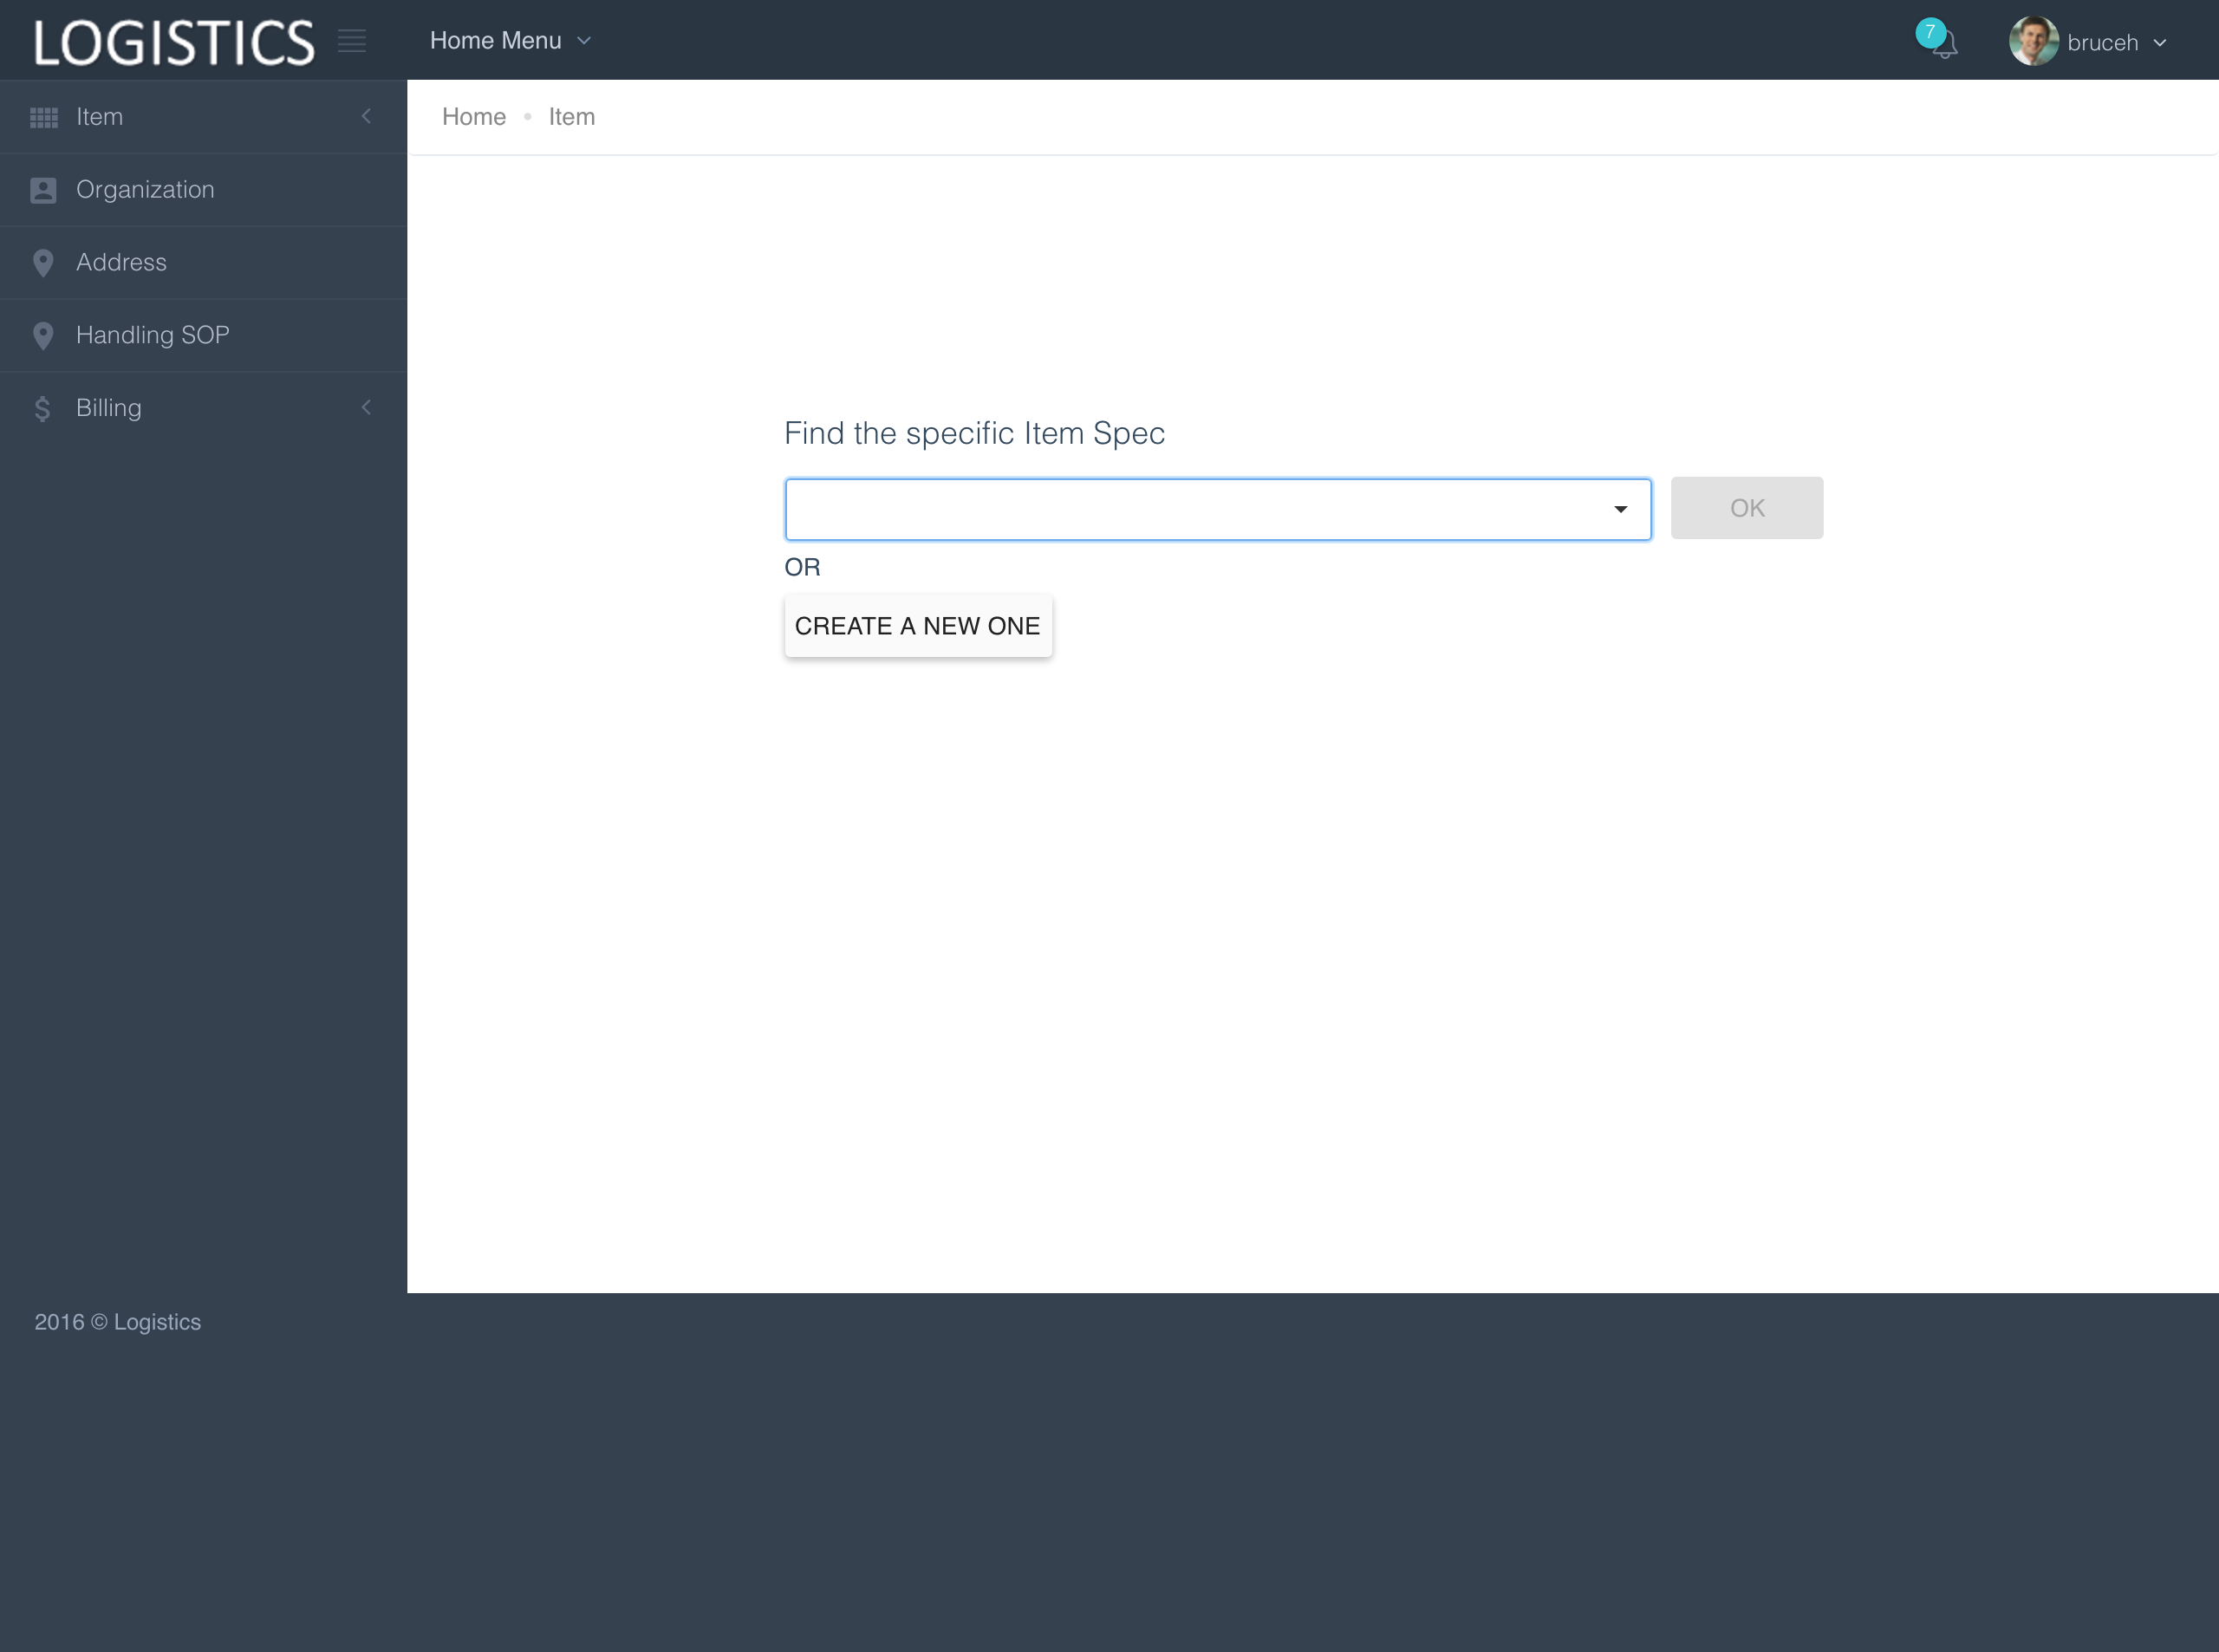 LOGISTICS
Home Menu
7
bruceh
Item
Organization
Address
Handling SOP
Billing
Home • Item
Find the specific Item Spec
OK
OR
CREATE A NEW ONE
2016 © Logistics